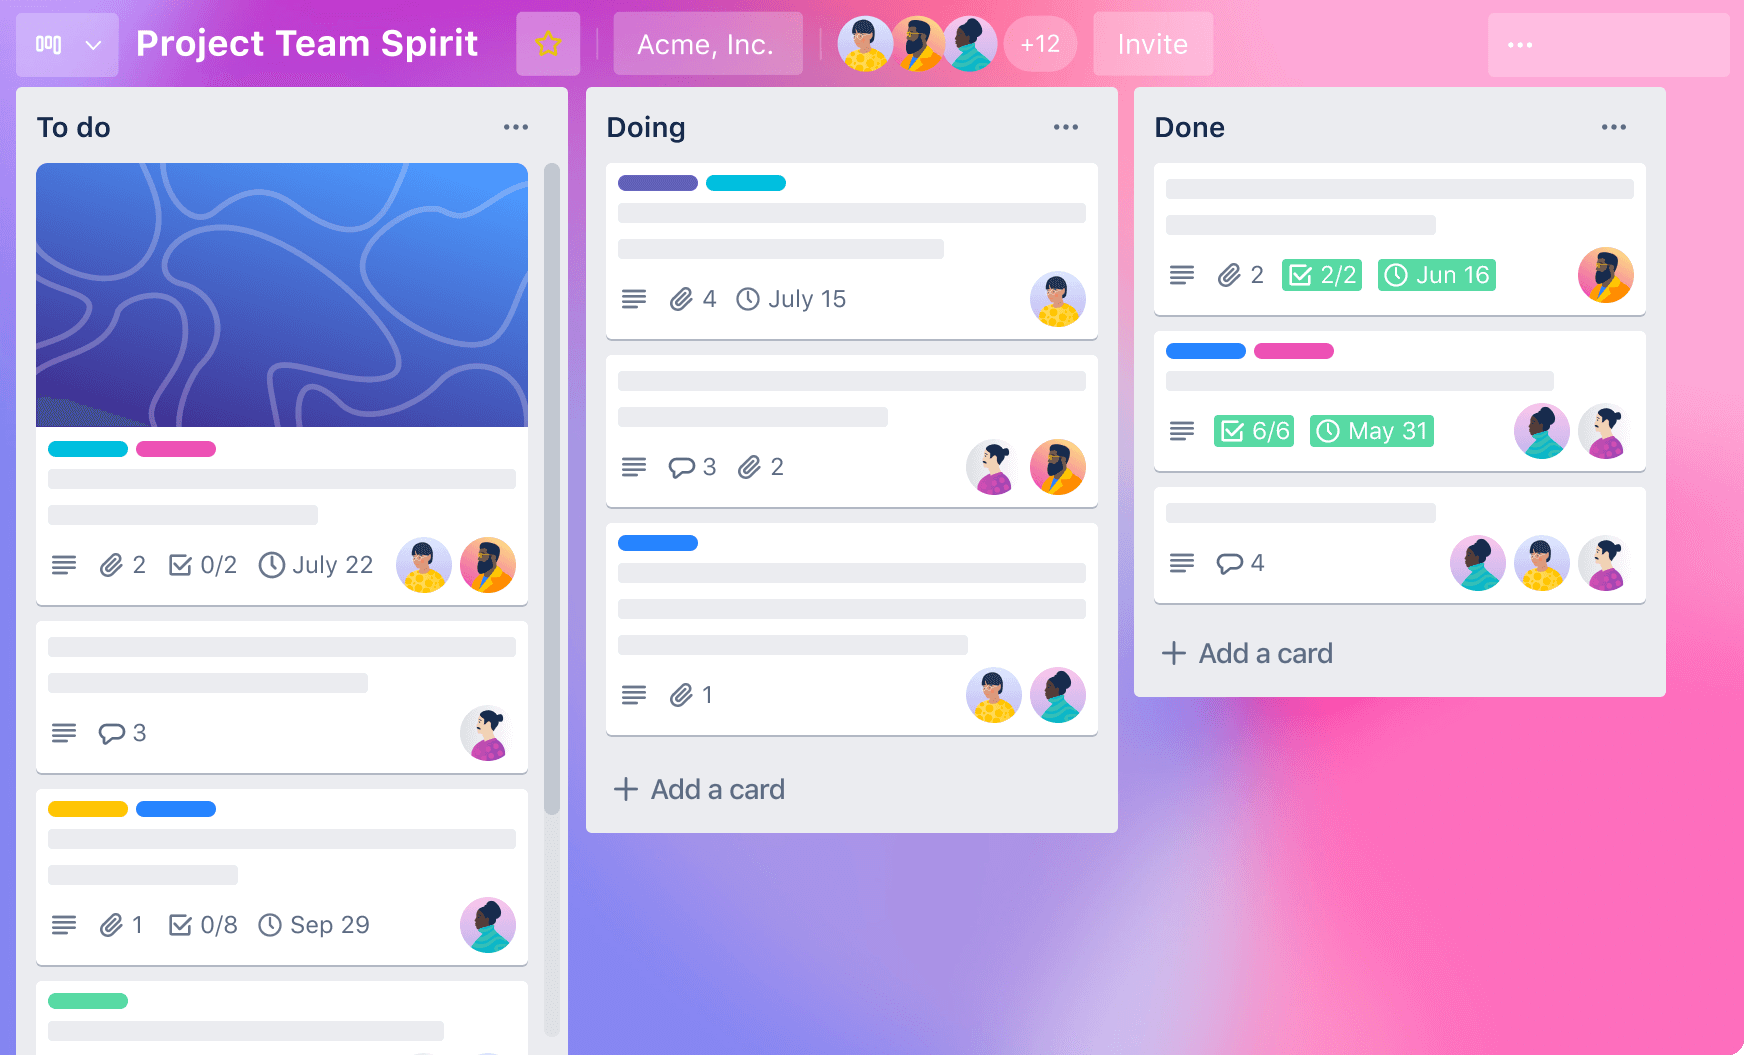 Project Team Spirit
Acme, Inc.
+12
Invite
To do
2
0/2
July 22
3
1
0/8
Sep 29
Doing
4
July 15
3
2
1
+ Add a card
Done
2
2/2
Jun 16
6/6
May 31
4
+ Add a card